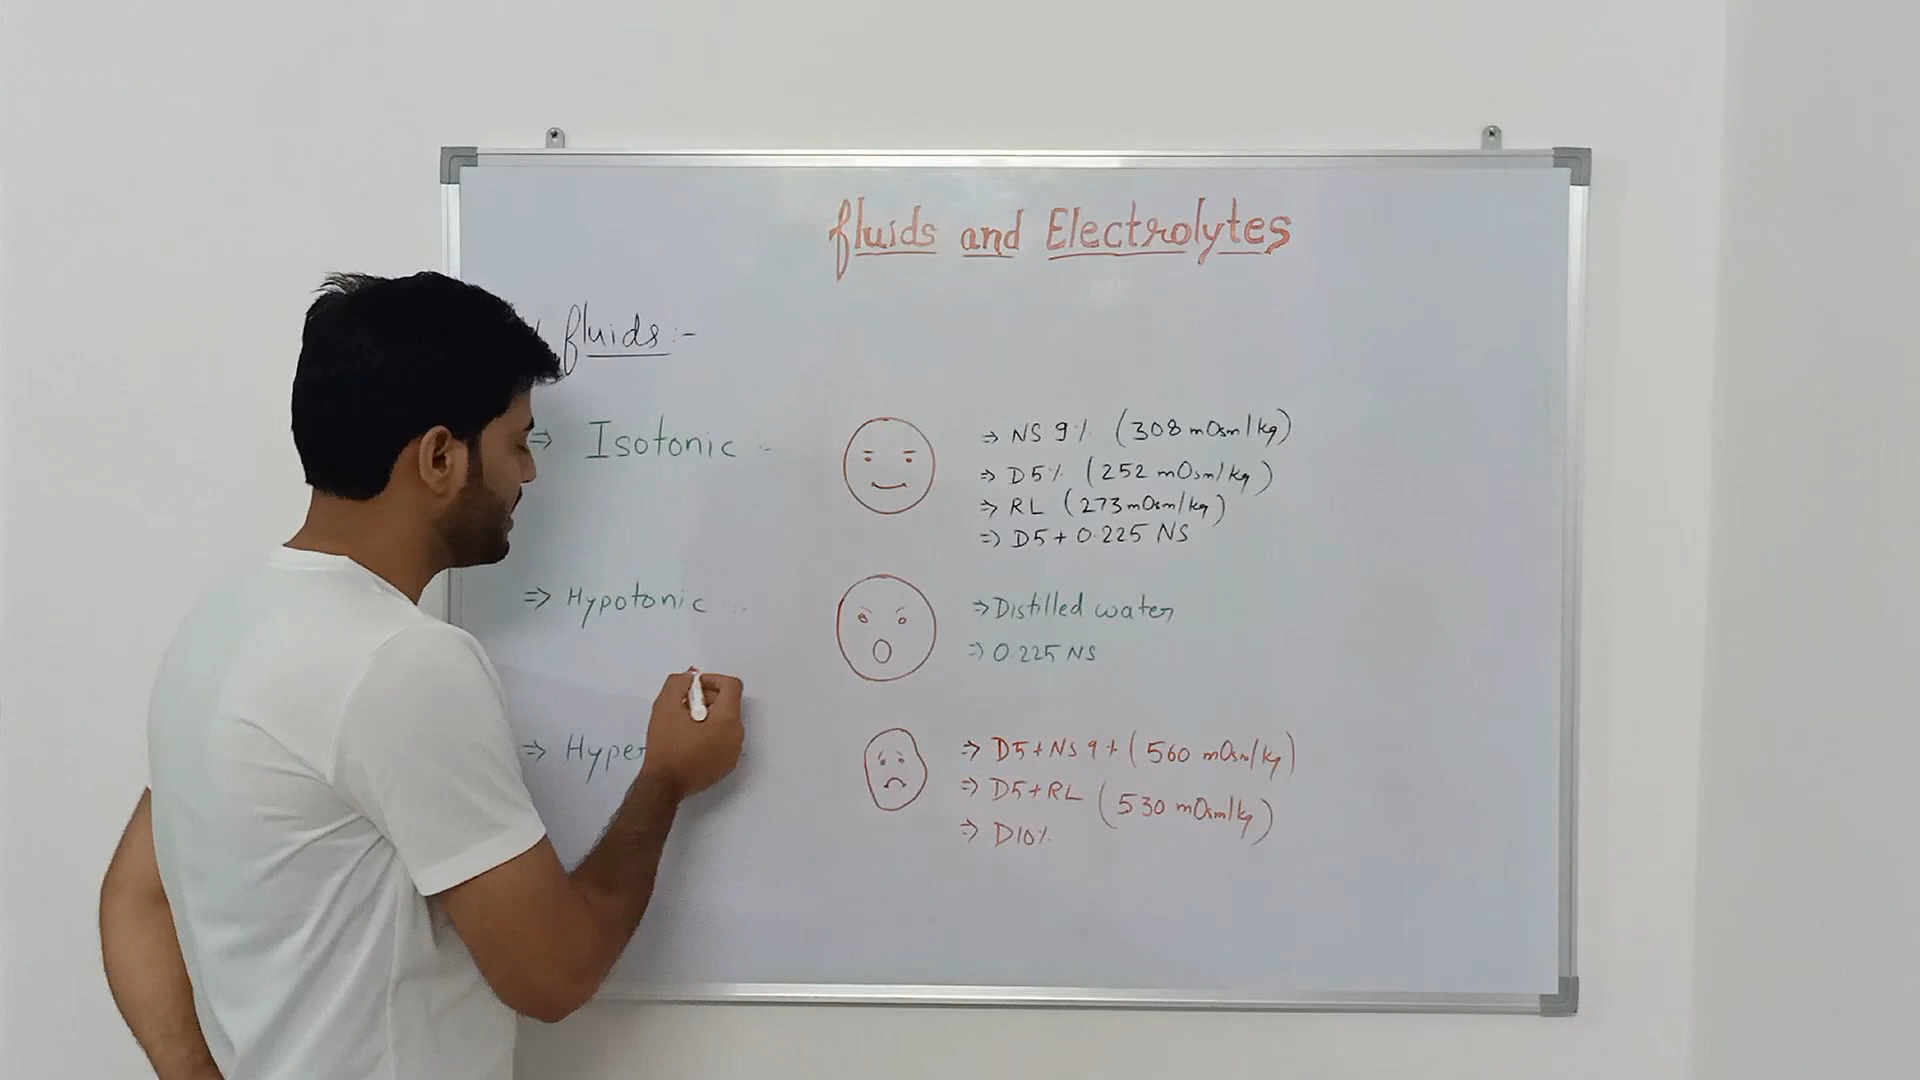 fluids and Electrolytes
fluids :-
⇒ Isotonic :-
⇒ NS 9% (308 mOsm/kg)
⇒ D5% (252 mOsm/kg)
⇒ RL (273 mOsm/kg)
⇒ D5 + 0.225 NS
⇒ Hypotonic :-
⇒ Distilled water
⇒ 0.225 NS
⇒ Hyper
⇒ D5 + NS 9 + (560 mOsm/kg)
⇒ D5 + RL (530 mOsm/kg)
⇒ D10%